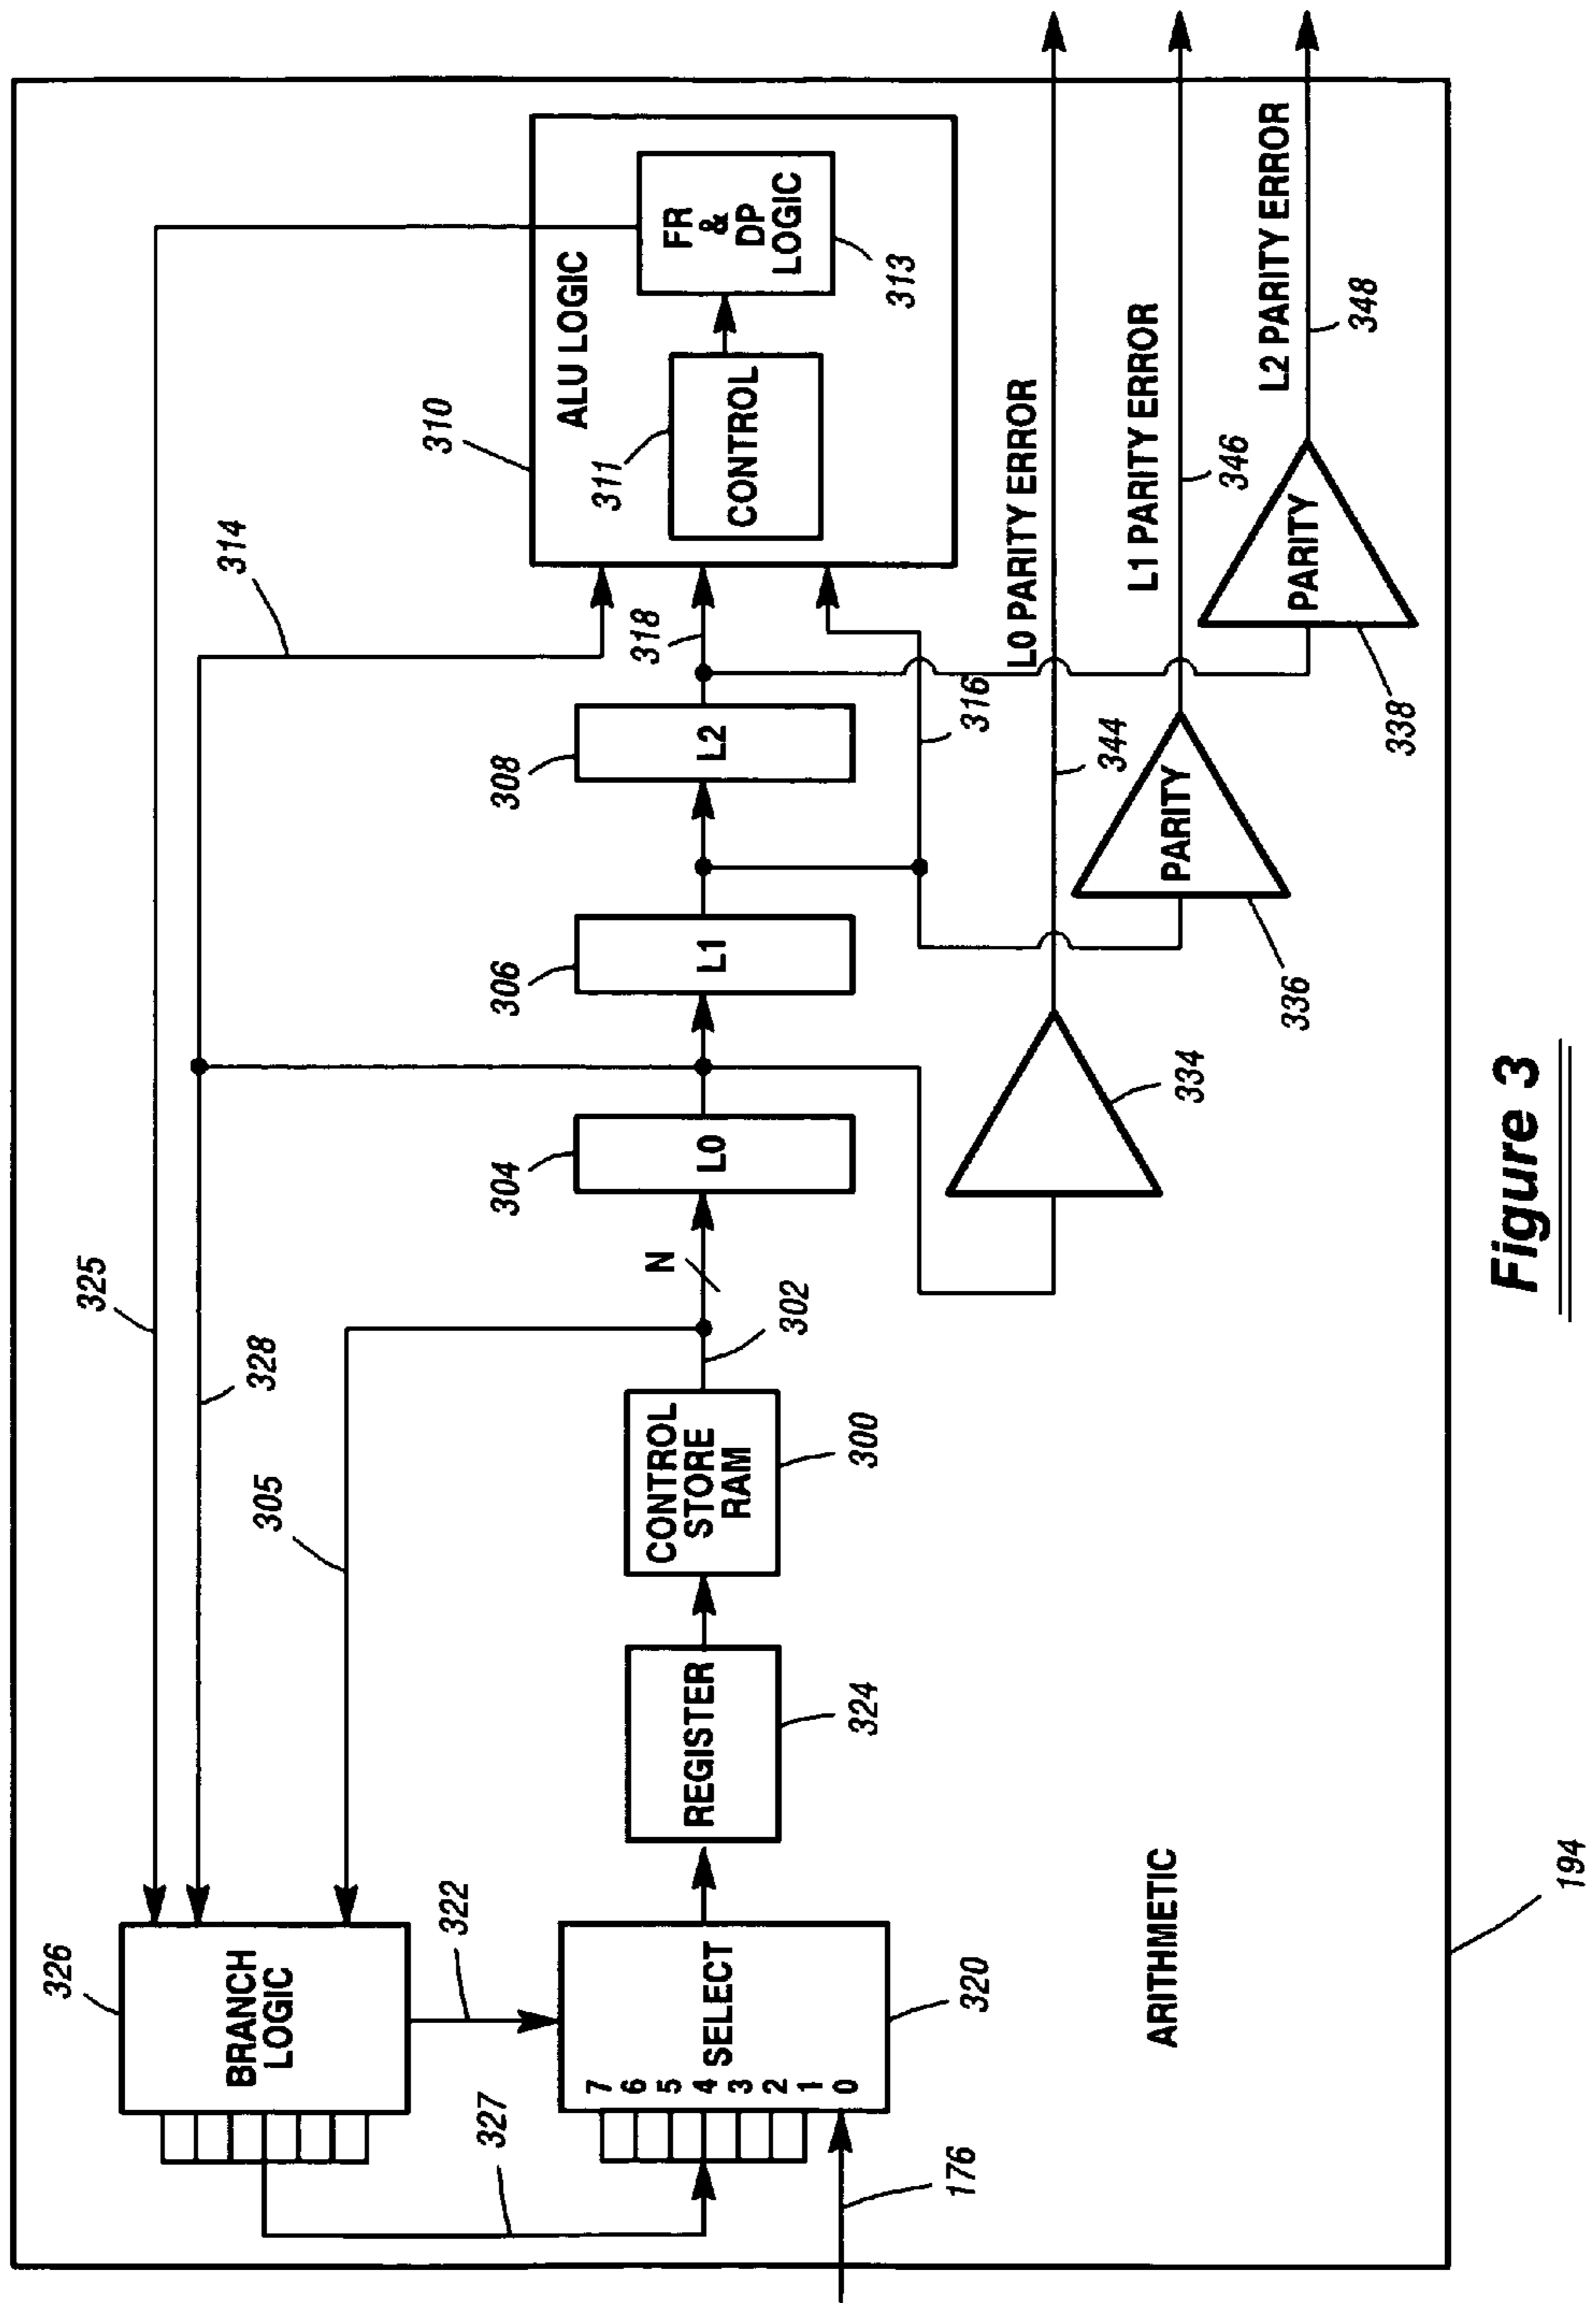 325
314
328
310
ALU LOGIC
FR
&
DP
LOGIC
311
CONTROL
313
326
BRANCH
LOGIC
305
322
327
7
6
5
4
3
2
1
0
SELECT
320
176
REGISTER
324
CONTROL
STORE
RAM
300
302
N
304
L0
306
L1
308
L2
318
316
L0 PARITY ERROR
344
334
L1 PARITY ERROR
346
PARITY
336
L2 PARITY ERROR
348
PARITY
338
ARITHMETIC
194
Figure 3